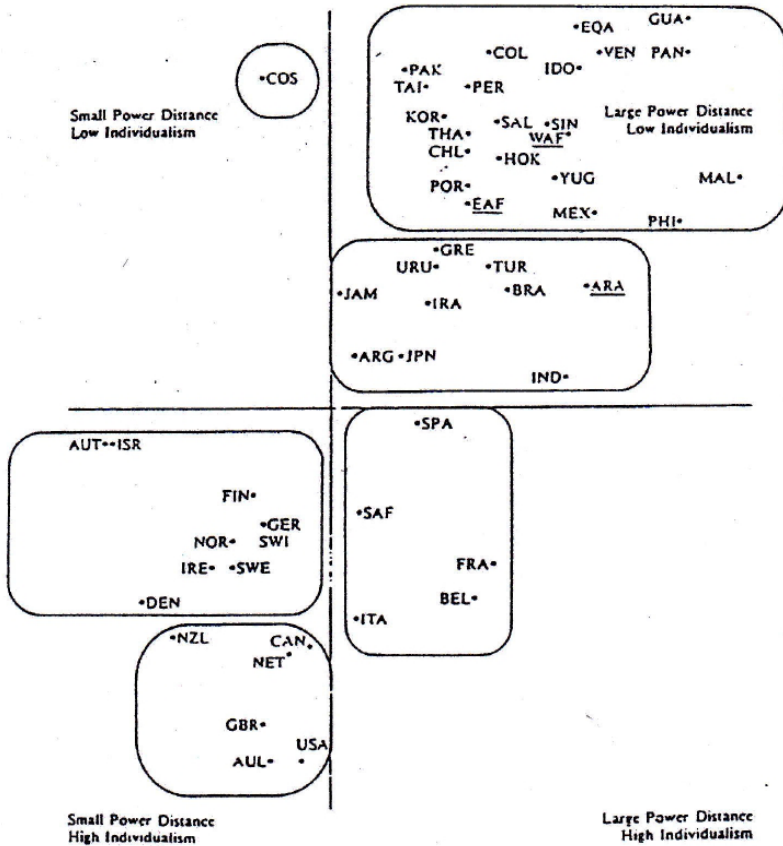 GUA•
•EQA
•COL
•VEN PAN•
IDO•
•PAK
TAI• •PER
•COS
Small Power Distance
Low Individualism
Large Power Distance
Low Individualism
KOR•
•SAL •SIN
THA• WAF•
CHL•
•HOK
POR•
•YUG MAL•
•EAF
MEX• PHI•
•GRE
URU• •TUR
•JAM •IRA •BRA •ARA
•ARG •JPN
IND•
•SPA
AUT••ISR
FIN•
•SAF
•GER
NOR• SWI
IRE• •SWE
FRA•
BEL•
•DEN
•ITA
•NZL CAN•
NET•
GBR•
USA
AUL• •
Small Power Distance
High Individualism
Large Power Distance
High Individualism